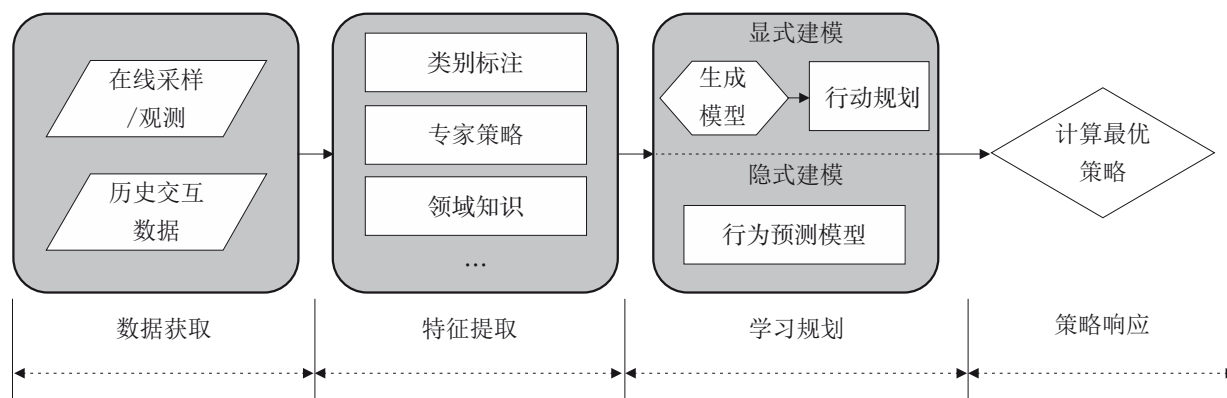 在线采样
/观测
历史交互
数据
类别标注
专家策略
领域知识
…
显式建模
生成
模型
行动规划
隐式建模
行为预测模型
计算最优
策略
数据获取
特征提取
学习规划
策略响应